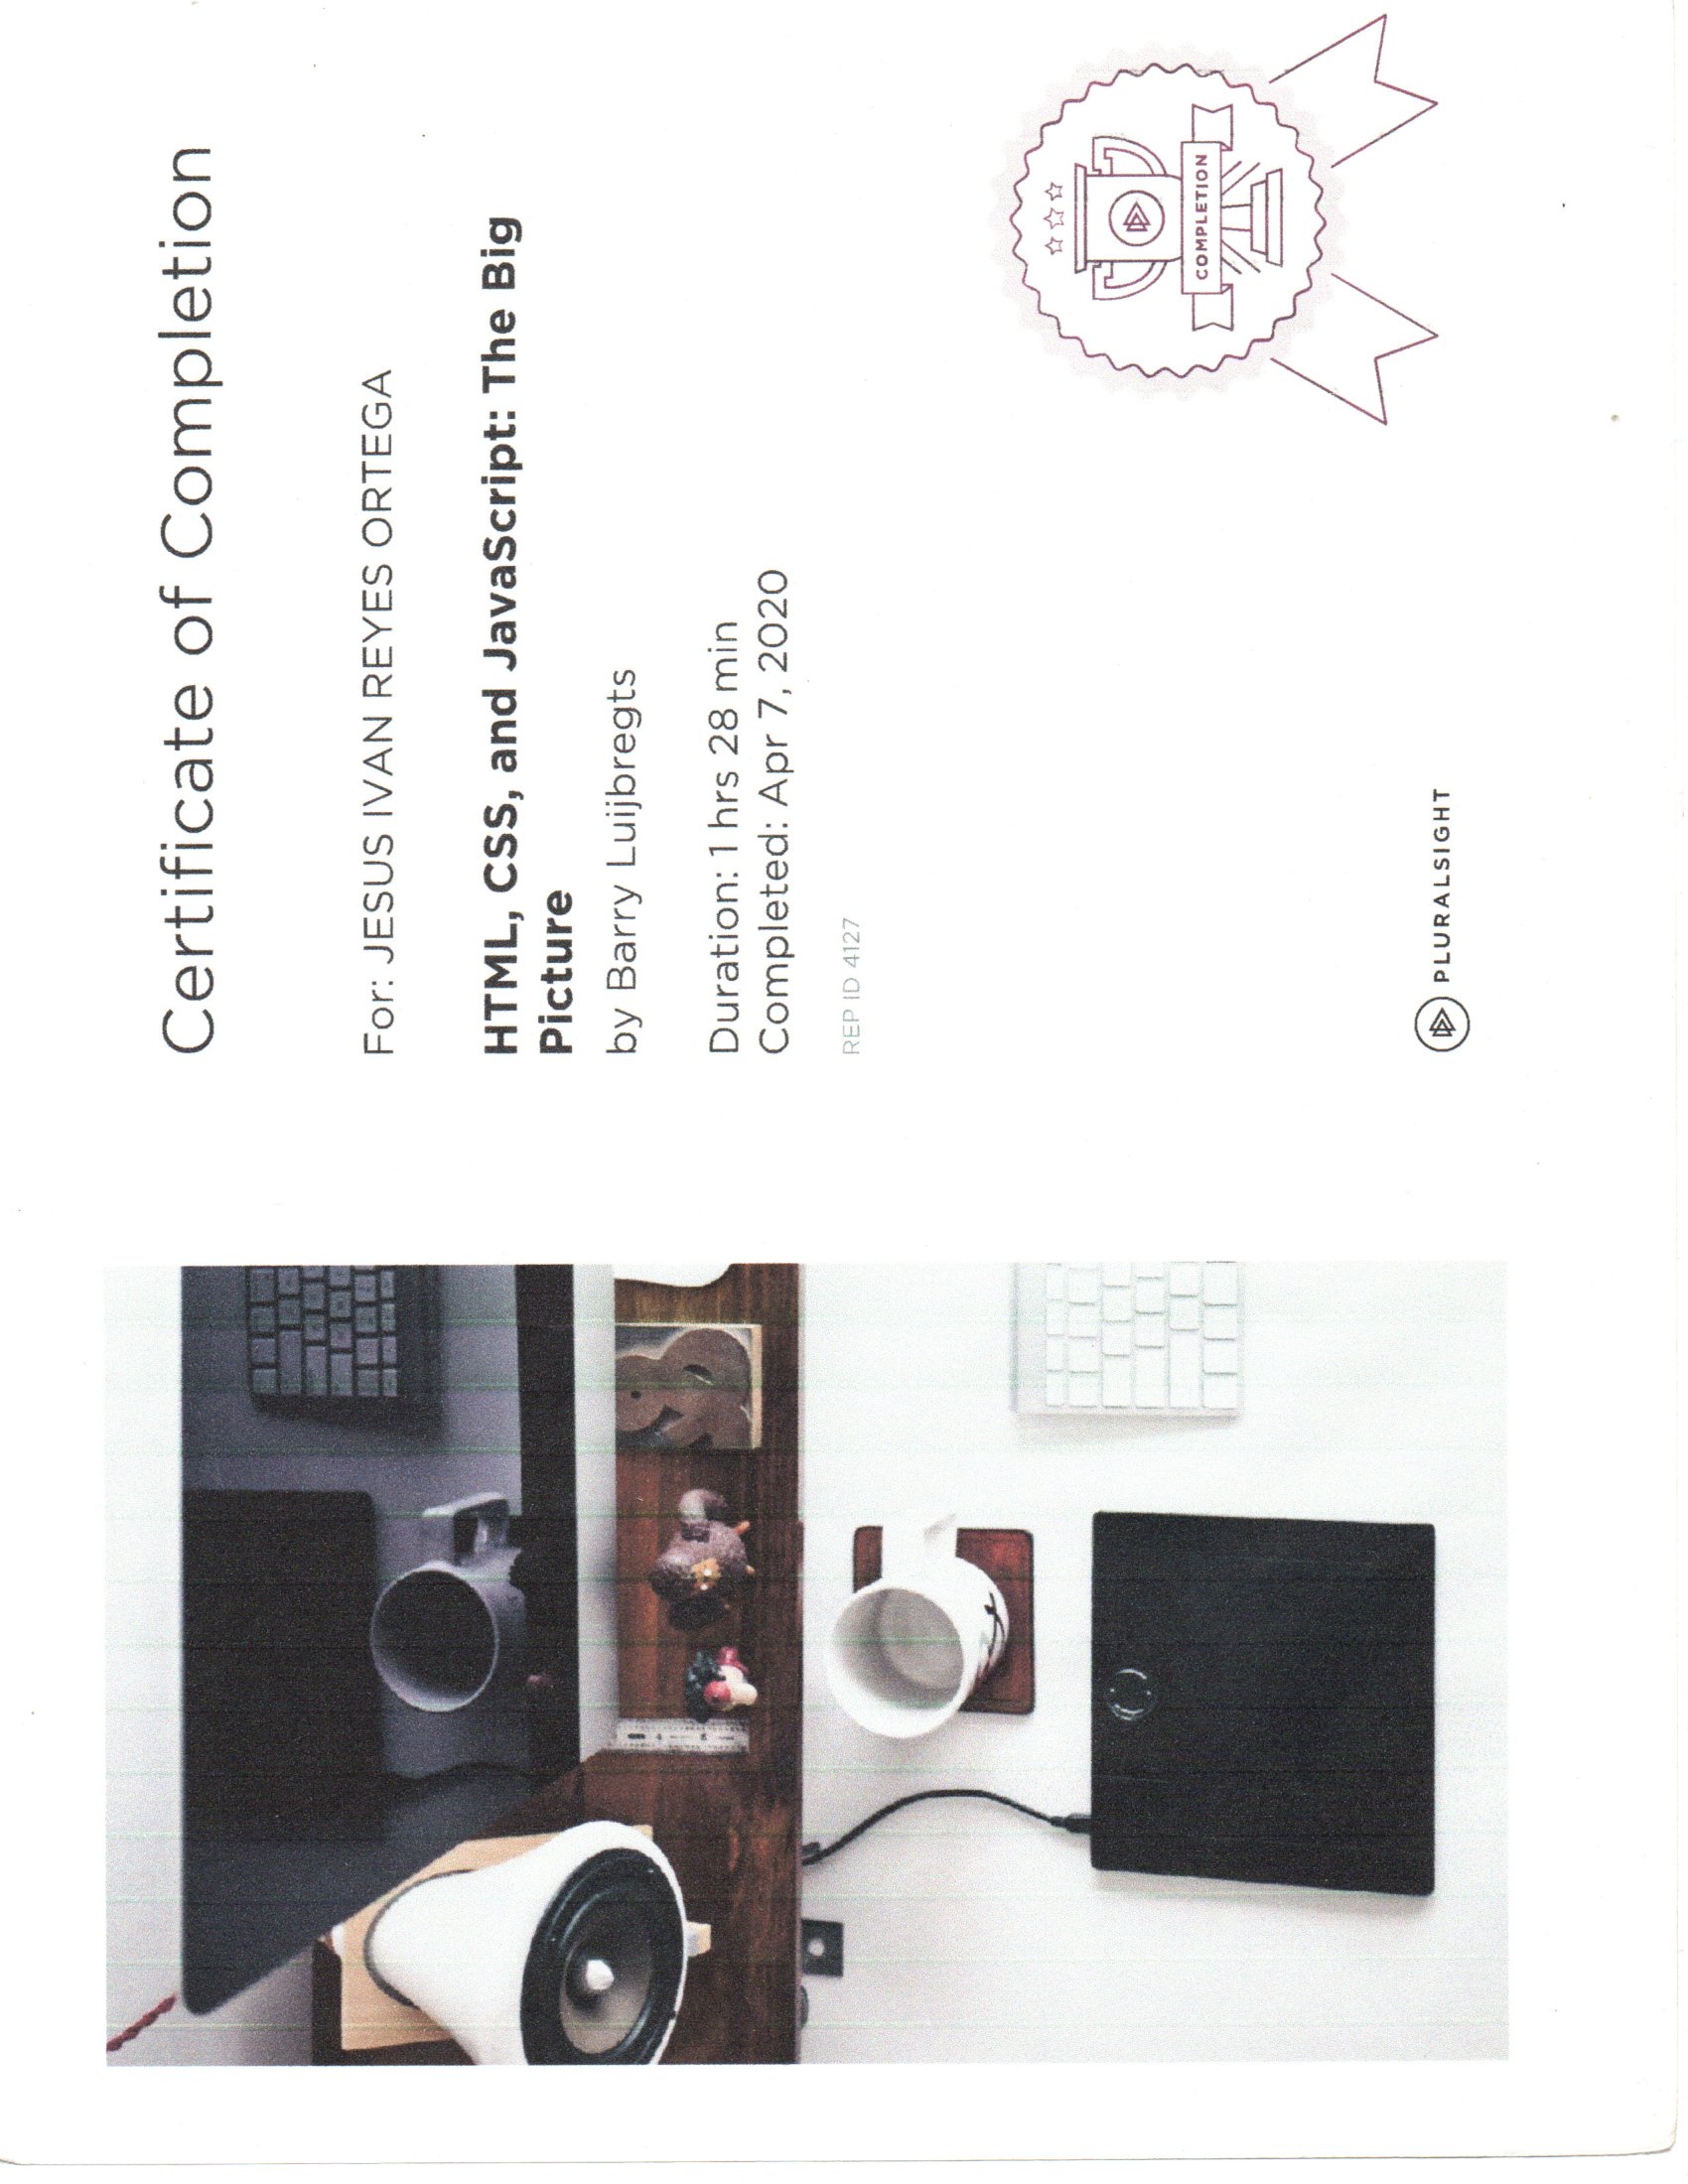 Certificate of Completion
For: JESUS IVAN REYES ORTEGA
HTML, CSS, and JavaScript: The Big
Picture
by Barry Luijbregts
Duration: 1 hrs 28 min
Completed: Apr 7, 2020
REP ID 4127
COMPLETION
PLURALSIGHT